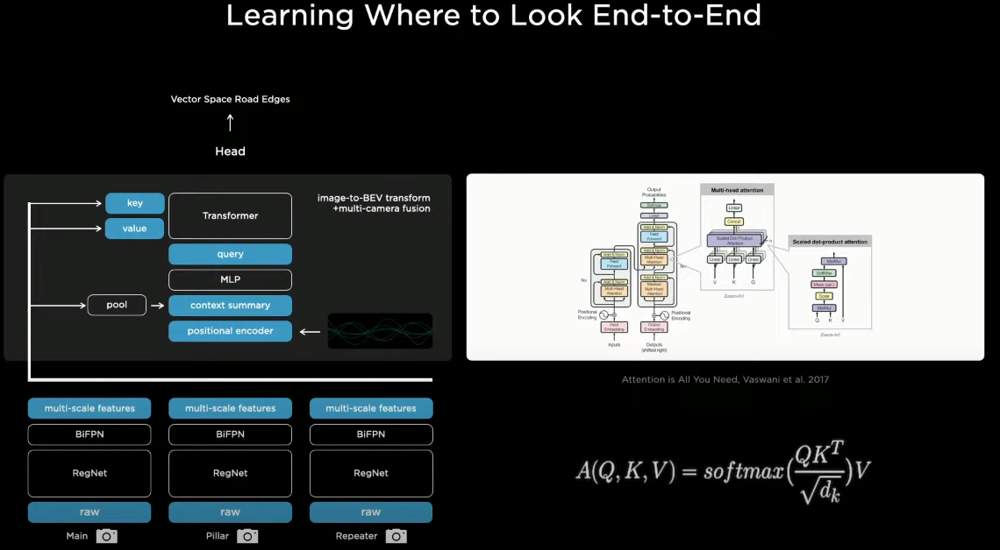 Learning Where to Look End-to-End
Vector Space Road Edges
Head
key
value
Transformer
image-to-BEV transform
+multi-camera fusion
query
MLP
pool
context summary
positional encoder
multi-scale features
multi-scale features
multi-scale features
BiFPN
BiFPN
BiFPN
RegNet
RegNet
RegNet
raw
raw
raw
Main
Pillar
Repeater
Output
Probabilities
Softmax
Linear
Add & Norm
Feed
Forward
Add & Norm
Multi-Head
Attention
Add & Norm
Masked
Multi-Head
Attention
Nx
Add & Norm
Feed
Forward
Add & Norm
Multi-Head
Attention
Nx
Positional
Encoding
Positional
Encoding
Input
Embedding
Output
Embedding
Inputs
Outputs
(shifted right)
Multi-head attention
Linear
Concat
Scaled Dot-Product
Attention
Linear
Linear
Linear
V
K
Q
Zoom-In!
Scaled dot-product attention
MatMul
SoftMax
Mask (opt.)
Scale
MatMul
Q
K
V
Zoom-In!
Attention is All You Need, Vaswani et al. 2017
A(Q, K, V) = softmax(QK^T/√d_k)V